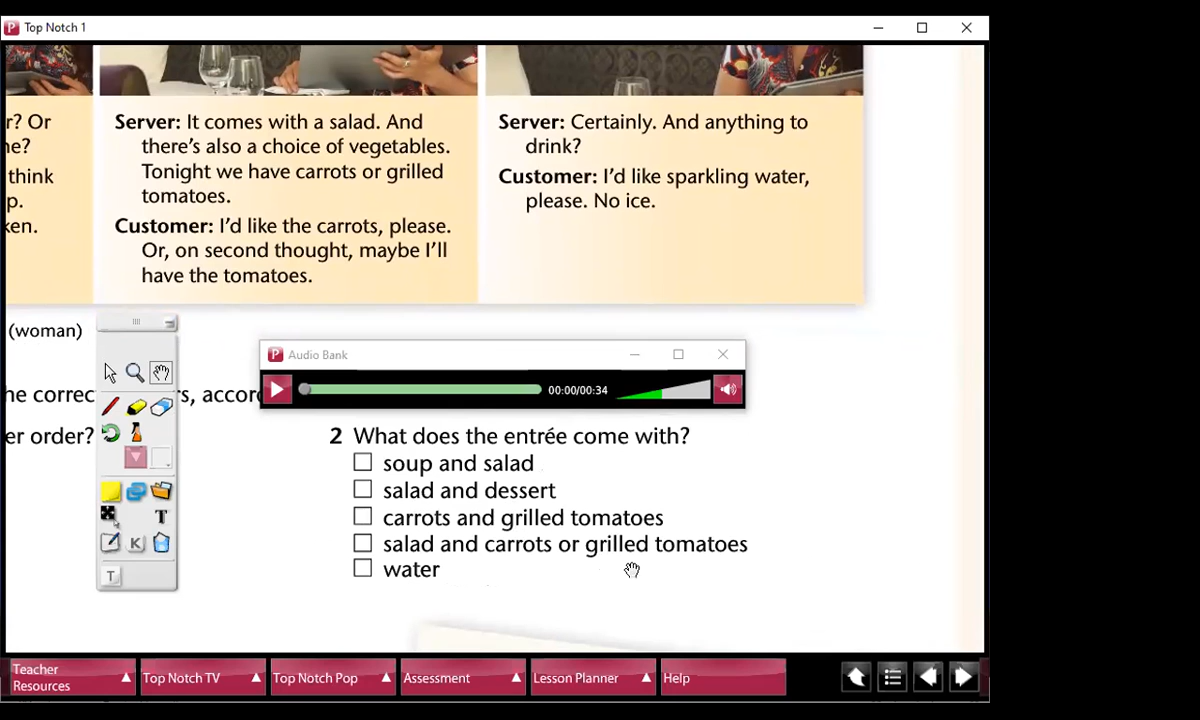 Top Notch 1
r? Or
ne?
think
p.
ken.
Server: It comes with a salad. And
there's also a choice of vegetables.
Tonight we have carrots or grilled
tomatoes.
Customer: I'd like the carrots, please.
Or, on second thought, maybe I'll
have the tomatoes.
Server: Certainly. And anything to
drink?
Customer: I'd like sparkling water,
please. No ice.
(woman)
Audio Bank
00:00/00:34
he correc
rs, accor
er order?
2 What does the entrée come with?
soup and salad
salad and dessert
carrots and grilled tomatoes
salad and carrots or grilled tomatoes
water
T
K
T
Teacher
Resources
Top Notch TV
Top Notch Pop
Assessment
Lesson Planner
Help